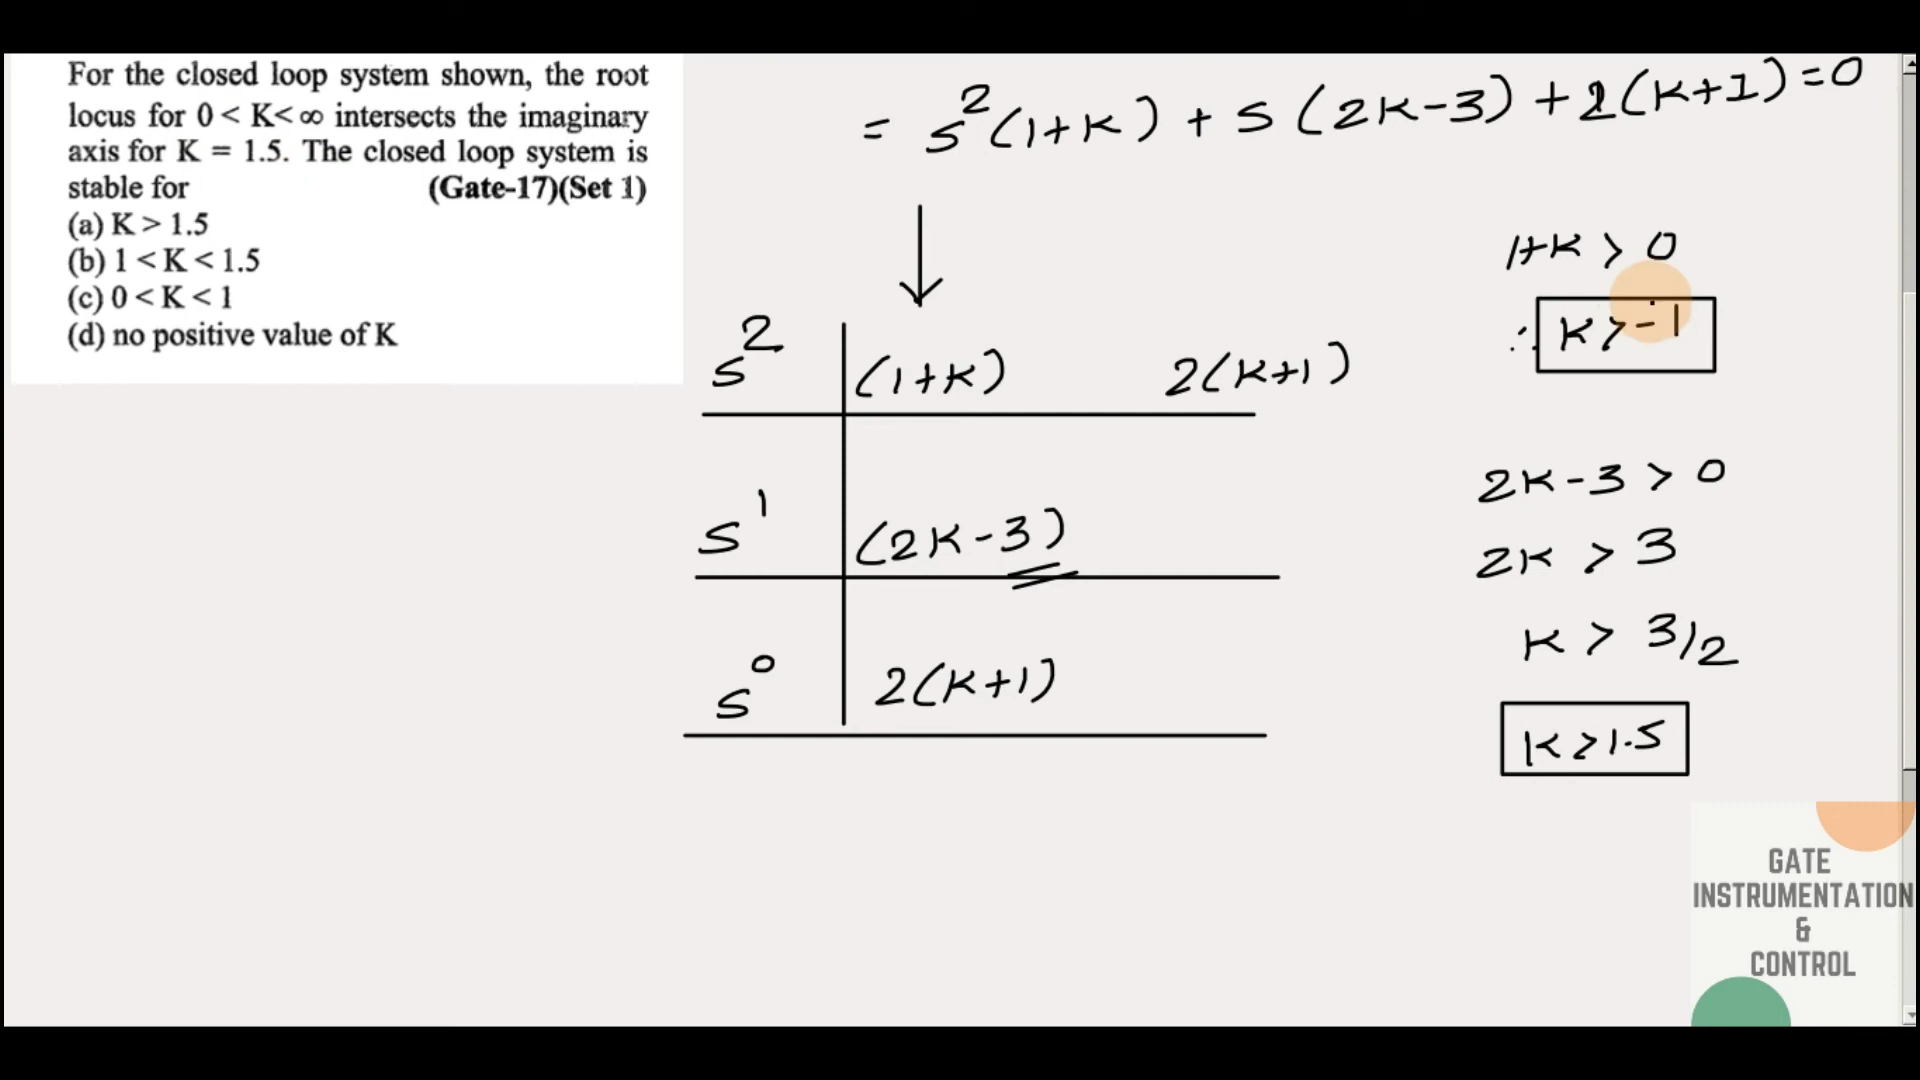 For the closed loop system shown, the root
locus for 0 < K< ∞ intersects the imaginary
axis for K = 1.5. The closed loop system is
stable for (Gate-17)(Set 1)
(a) K > 1.5
(b) 1 < K < 1.5
(c) 0 < K < 1
(d) no positive value of K
= s²(1+K) + s(2K-3) + 2(K+1) = 0
s² (1+K) 2(K+1)
s¹ (2K-3)
s⁰ 2(K+1)
1+K > 0
∴ K > -1
2K-3 > 0
2K > 3
K > 3/2
K > 1.5
GATE
INSTRUMENTATION
&
CONTROL